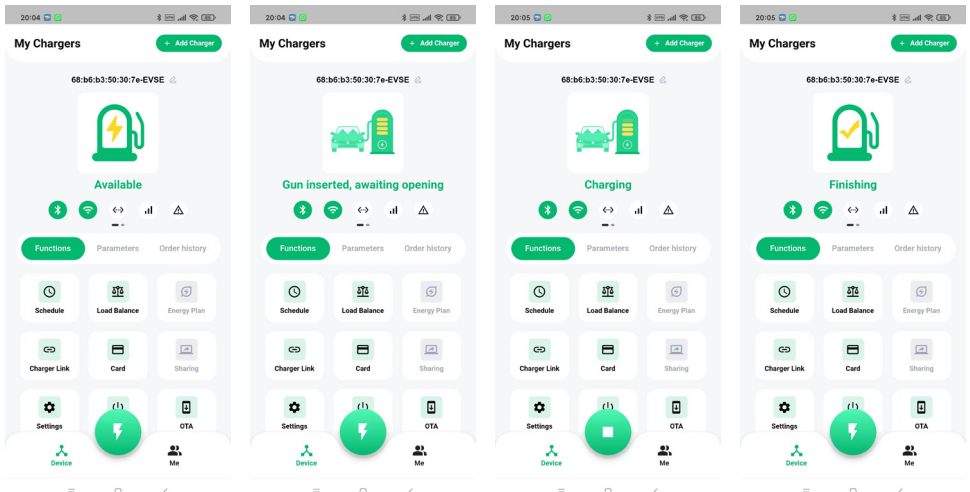 20:04
My Chargers
+ Add Charger
68:b6:b3:50:30:7e-EVSE
Available
Functions Parameters Order history
Schedule Load Balance Energy Plan
Charger Link Card Sharing
Settings OTA
Device Me
20:04
My Chargers
+ Add Charger
68:b6:b3:50:30:7e-EVSE
Gun inserted, awaiting opening
Functions Parameters Order history
Schedule Load Balance Energy Plan
Charger Link Card Sharing
Settings OTA
Device Me
20:05
My Chargers
+ Add Charger
68:b6:b3:50:30:7e-EVSE
Charging
Functions Parameters Order history
Schedule Load Balance Energy Plan
Charger Link Card Sharing
Settings OTA
Device Me
20:05
My Chargers
+ Add Charger
68:b6:b3:50:30:7e-EVSE
Finishing
Functions Parameters Order history
Schedule Load Balance Energy Plan
Charger Link Card Sharing
Settings OTA
Device Me